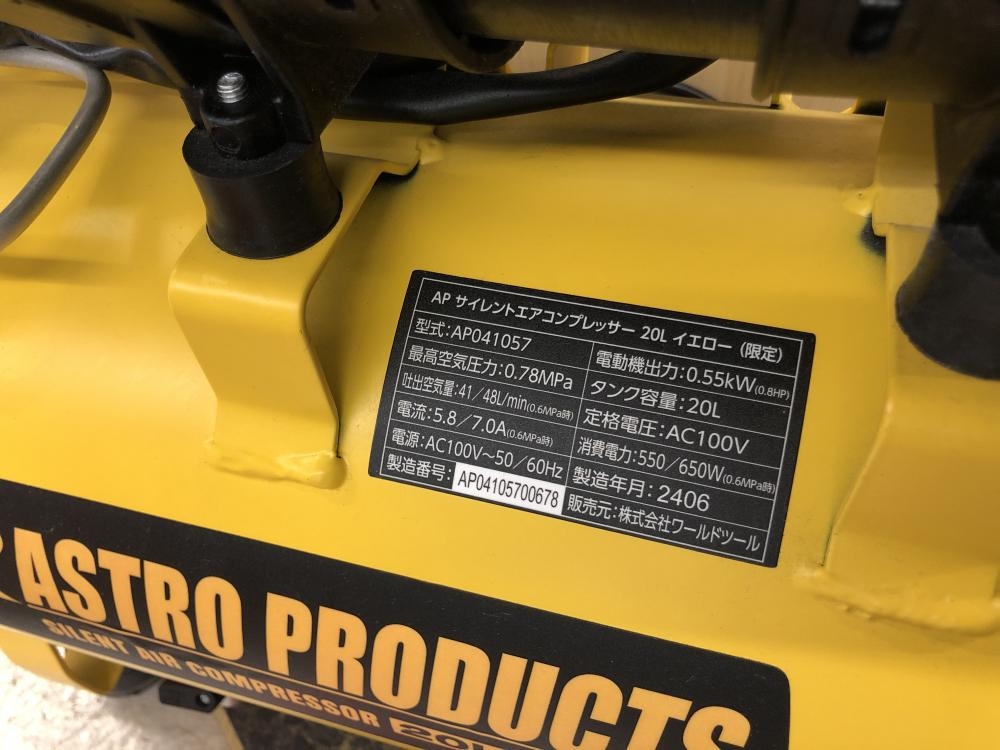 AP サイレントエアコンプレッサー 20L イエロー (限定)
型式:AP041057
電動機出力:0.55kW(0.8HP)
最高空気圧力:0.78MPa
タンク容量:20L
吐出空気量:41/48L/min(0.6MPa時)
定格電圧:AC100V
電流:5.8/7.0A(0.6MPa時)
消費電力:550/650W(0.6MPa時)
電源:AC100V～50/60Hz
製造年月:2406
製造番号:AP04105700678
販売元:株式会社ワールドツール
ASTRO PRODUCTS
SILENT AIR COMPRESSOR 20L